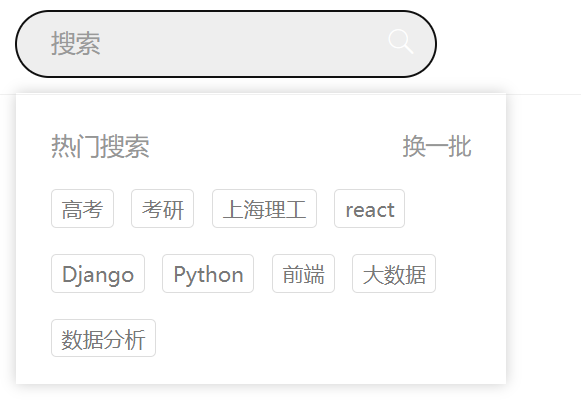 搜索
热门搜索 换一批
高考 考研 上海理工 react
Django Python 前端 大数据
数据分析